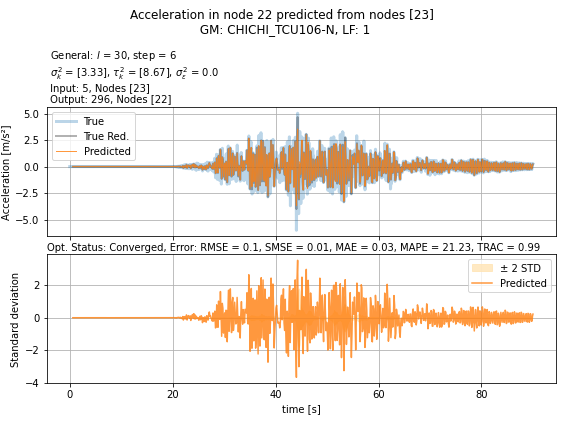 Acceleration in node 22 predicted from nodes [23]
GM: CHICHI_TCU106-N, LF: 1
General: l = 30, step = 6
σ²ₖ = [3.33], τ²ₖ = [8.67], σ²ε = 0.0
Input: 5, Nodes [23]
Output: 296, Nodes [22]
Acceleration [m/s²]
5.0
2.5
0.0
−2.5
−5.0
True
True Red.
Predicted
Opt. Status: Converged, Error: RMSE = 0.1, SMSE = 0.01, MAE = 0.03, MAPE = 21.23, TRAC = 0.99
Standard deviation
2
0
−2
−4
± 2 STD
Predicted
0
20
40
60
80
time [s]